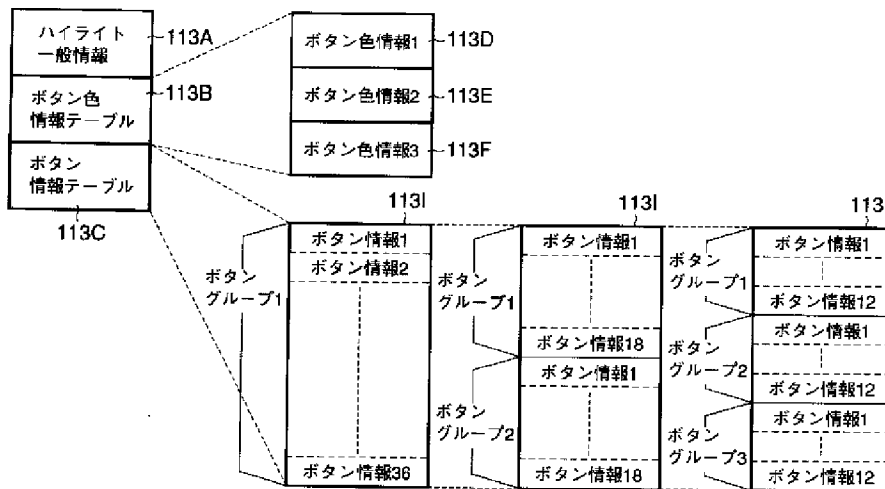 ハイライト
一般情報
113A
ボタン色
情報テーブル
113B
ボタン
情報テーブル
113C
ボタン色情報1
113D
ボタン色情報2
113E
ボタン色情報3
113F
113I
ボタン
グループ1
ボタン情報1
ボタン情報2
ボタン情報36
113I
ボタン
グループ1
ボタン情報1
ボタン情報18
ボタン
グループ2
ボタン情報1
ボタン情報18
113
ボタン
グループ1
ボタン情報1
ボタン情報12
ボタン
グループ2
ボタン情報1
ボタン情報12
ボタン
グループ3
ボタン情報1
ボタン情報12